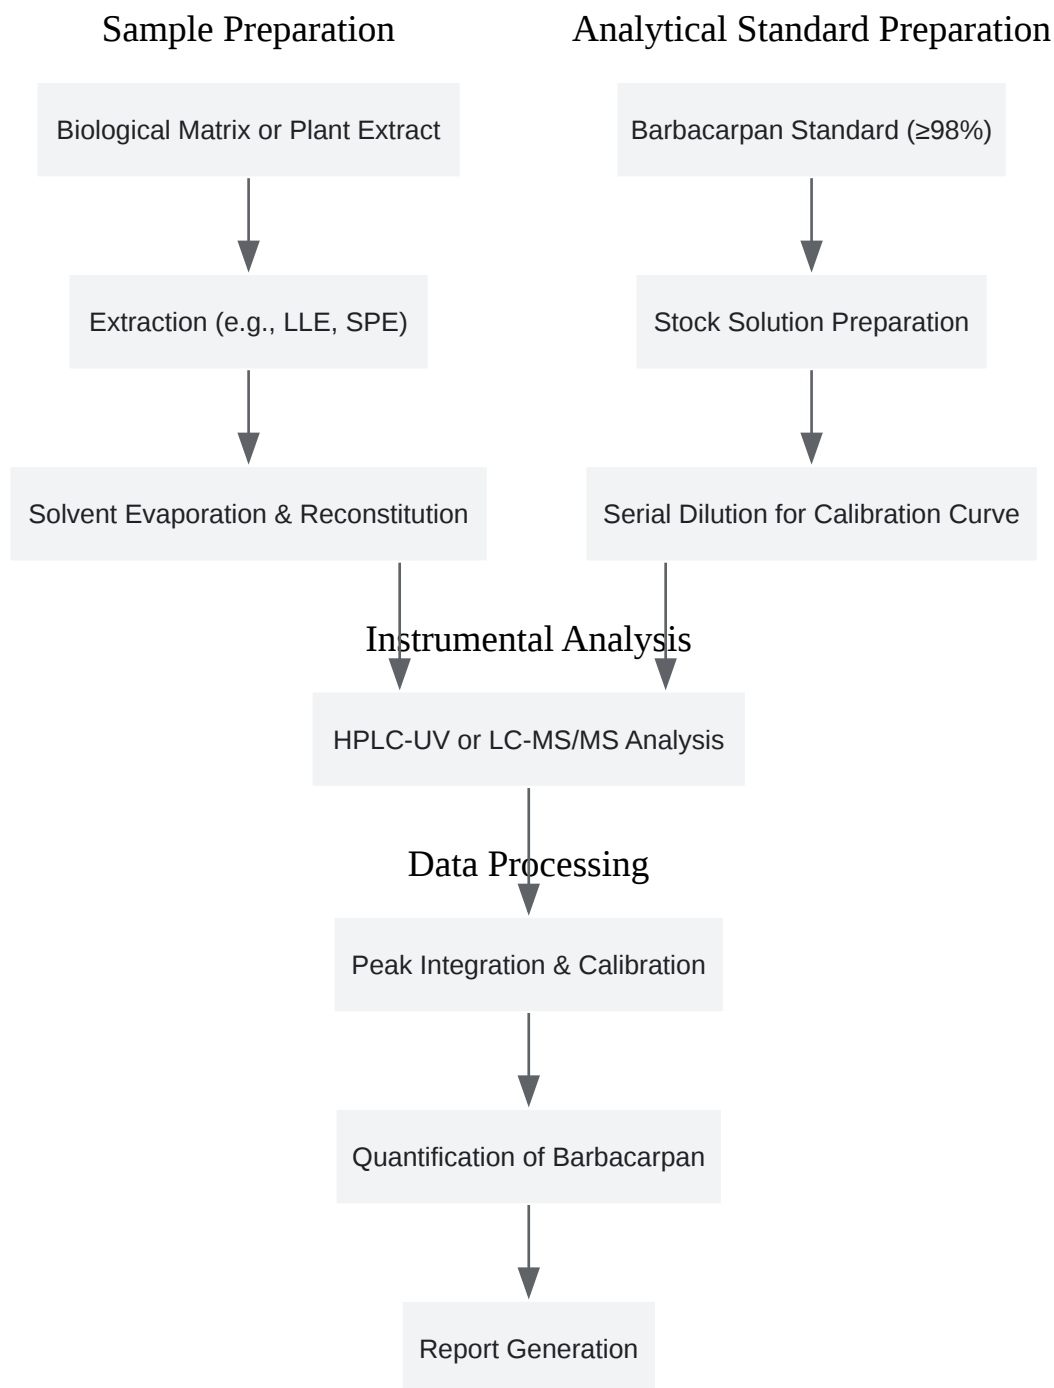 Sample Preparation
Analytical Standard Preparation
Biological Matrix or Plant Extract
Barbacarpan Standard (≥98%)
Extraction (e.g., LLE, SPE)
Stock Solution Preparation
Solvent Evaporation & Reconstitution
Serial Dilution for Calibration Curve
Instrumental Analysis
HPLC-UV or LC-MS/MS Analysis
Data Processing
Peak Integration & Calibration
Quantification of Barbacarpan
Report Generation